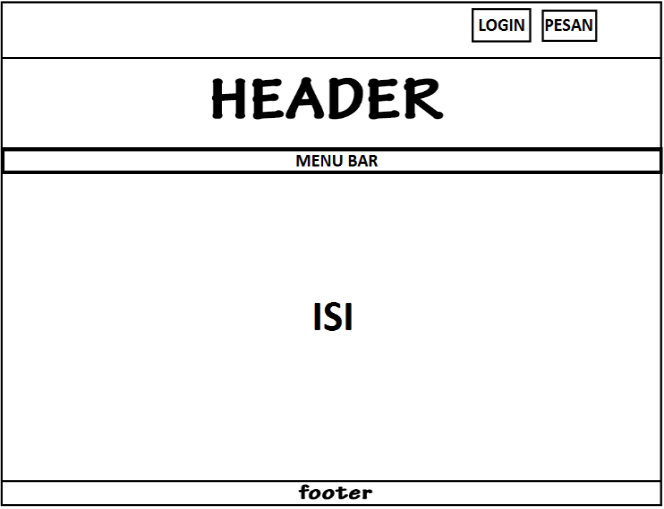 LOGIN PESAN
HEADER
MENU BAR
ISI
footer